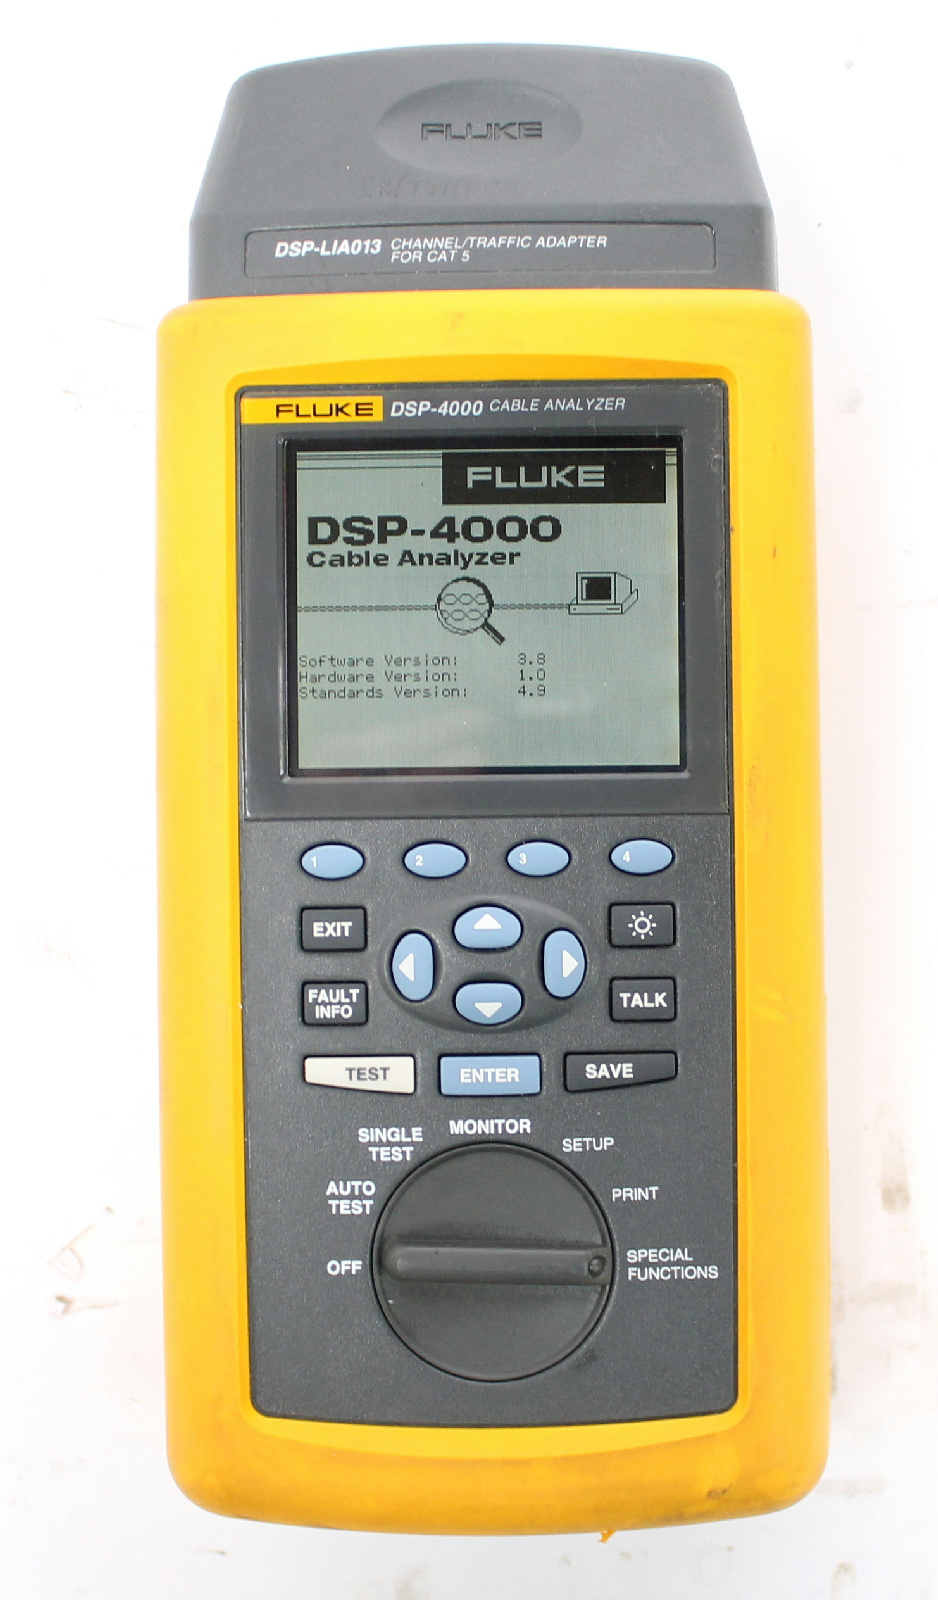 FLUKE
DSP-LIA013 CHANNEL/TRAFFIC ADAPTER
FOR CAT 5
FLUKE DSP-4000 CABLE ANALYZER
FLUKE
DSP-4000
Cable Analyzer
Software Version: 3.8
Hardware Version: 1.0
Standards Version: 4.9
1 2 3 4
EXIT
FAULT
INFO
TALK
TEST ENTER SAVE
MONITOR
SINGLE
TEST
SETUP
AUTO
TEST
PRINT
OFF
SPECIAL
FUNCTIONS